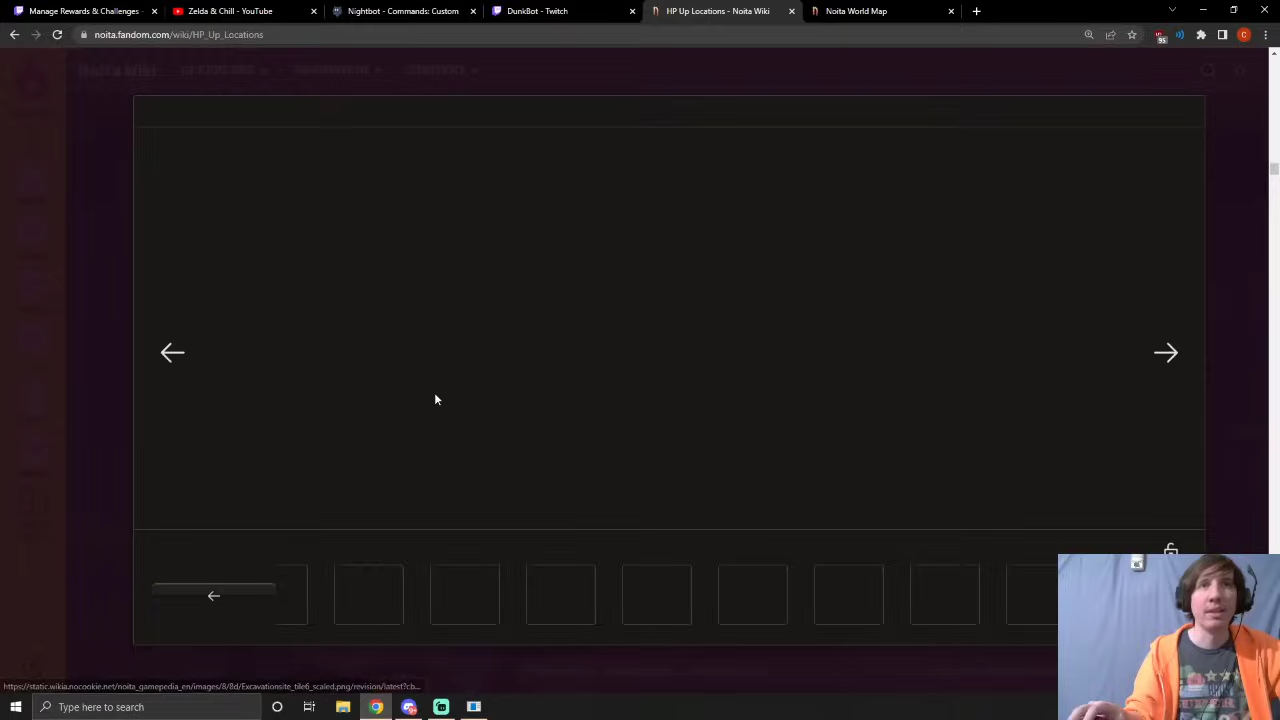 Manage Rewards & Challenges
Zelda & Chill - YouTube
Nightbot - Commands: Custom
DunkBot - Twitch
HP Up Locations - Noita Wiki
Noita World Map
noita.fandom.com/wiki/HP_Up_Locations
95
C
https://static.wikia.nocookie.net/noita_gamepedia_en/images/8/8d/Excavationsite_tile6_scaled.png/revision/latest?cb...
Type here to search